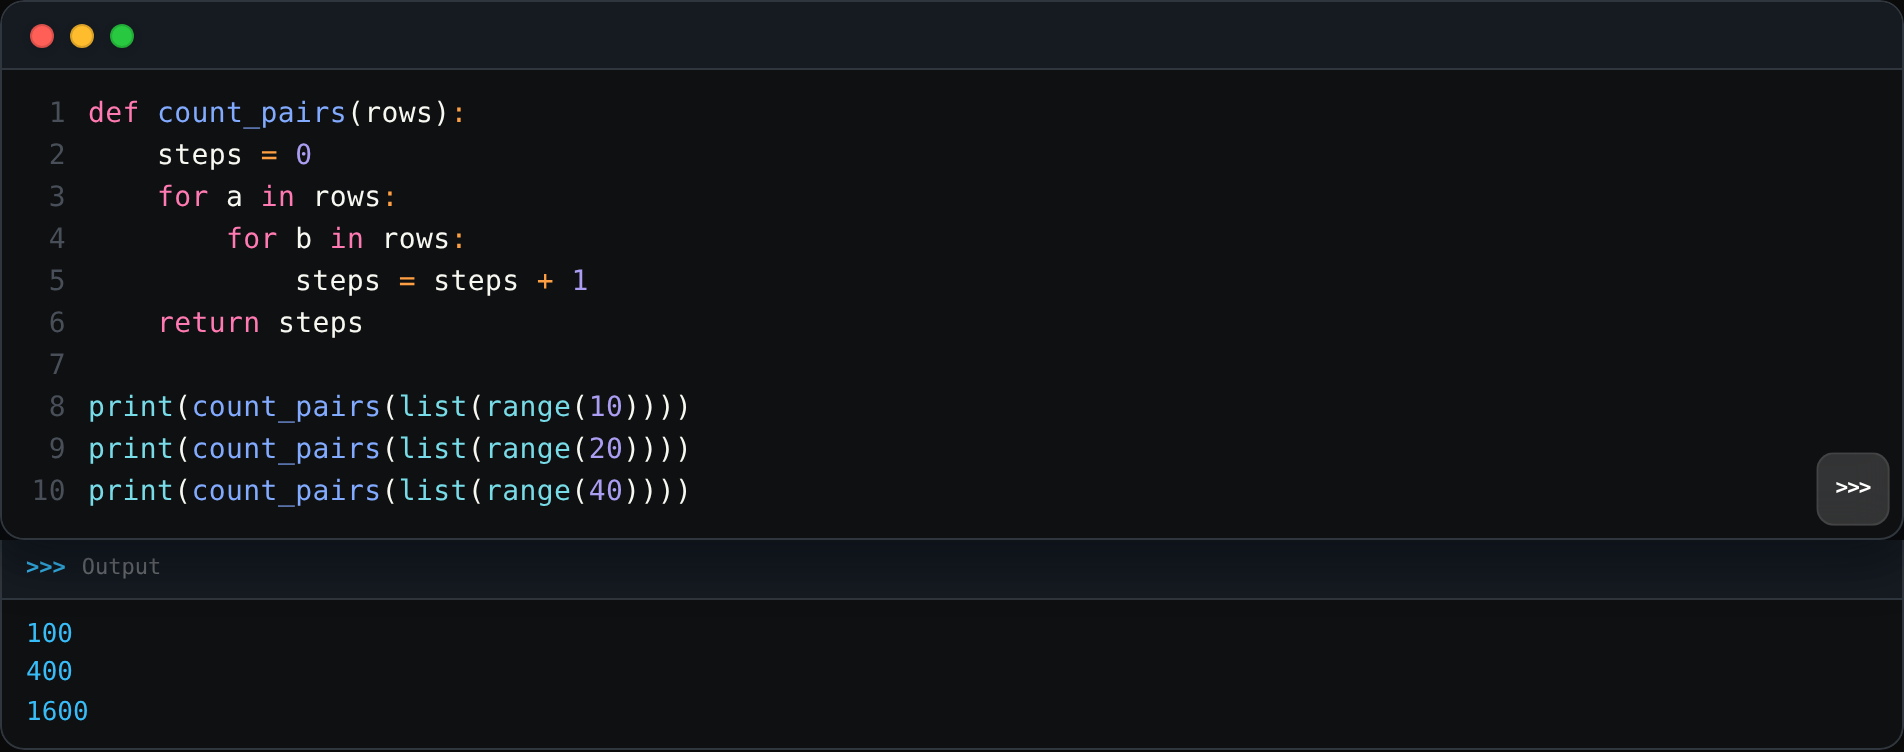 1 def count_pairs(rows):
2     steps = 0
3     for a in rows:
4         for b in rows:
5             steps = steps + 1
6     return steps
7
8 print(count_pairs(list(range(10))))
9 print(count_pairs(list(range(20))))
10 print(count_pairs(list(range(40))))
>>>
>>> Output
100
400
1600